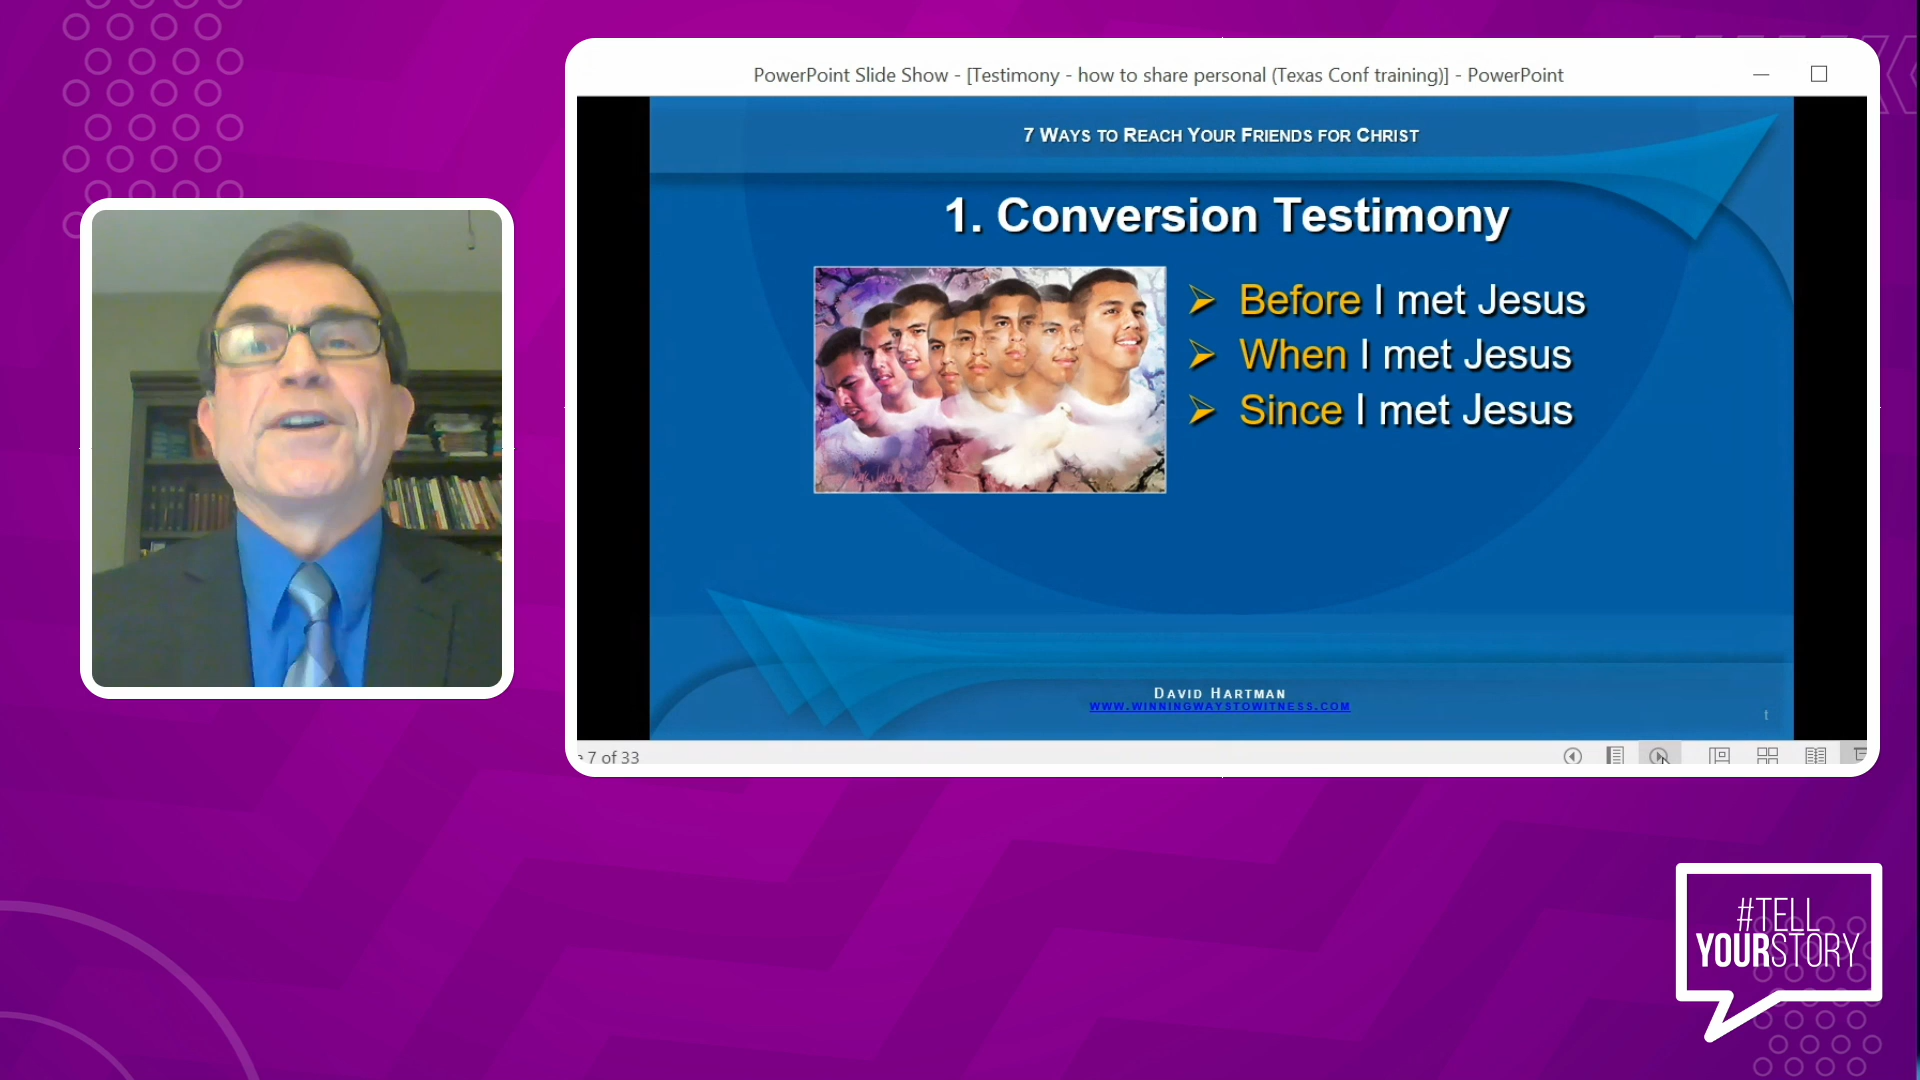 PowerPoint Slide Show - [Testimony - how to share personal (Texas Conf training)] - PowerPoint
7 WAYS TO REACH YOUR FRIENDS FOR CHRIST
1. Conversion Testimony
Before I met Jesus
When I met Jesus
Since I met Jesus
DAVID HARTMAN
WWW.WINNINGWAYSTOWITNESS.COM
t
7 of 33
#TELL
YOURSTORY